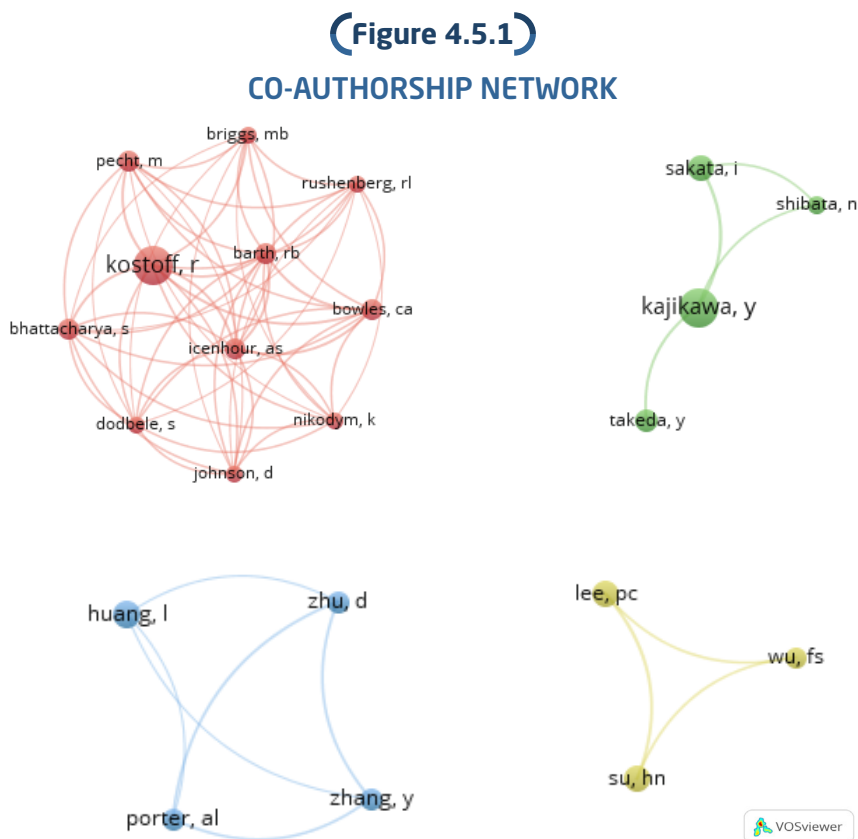 Figure 4.5.1
CO-AUTHORSHIP NETWORK
briggs, mb
pecht, m
rushenberg, rl
barth, rb
kostoff, r
bowles, ca
bhattacharya, s
icenhour, as
dodbele, s
nikodym, k
johnson, d
sakata, i
shibata, n
kajikawa, y
takeda, y
huang, l
zhu, d
zhang, y
porter, al
lee, pc
wu, fs
su, hn
VOSviewer